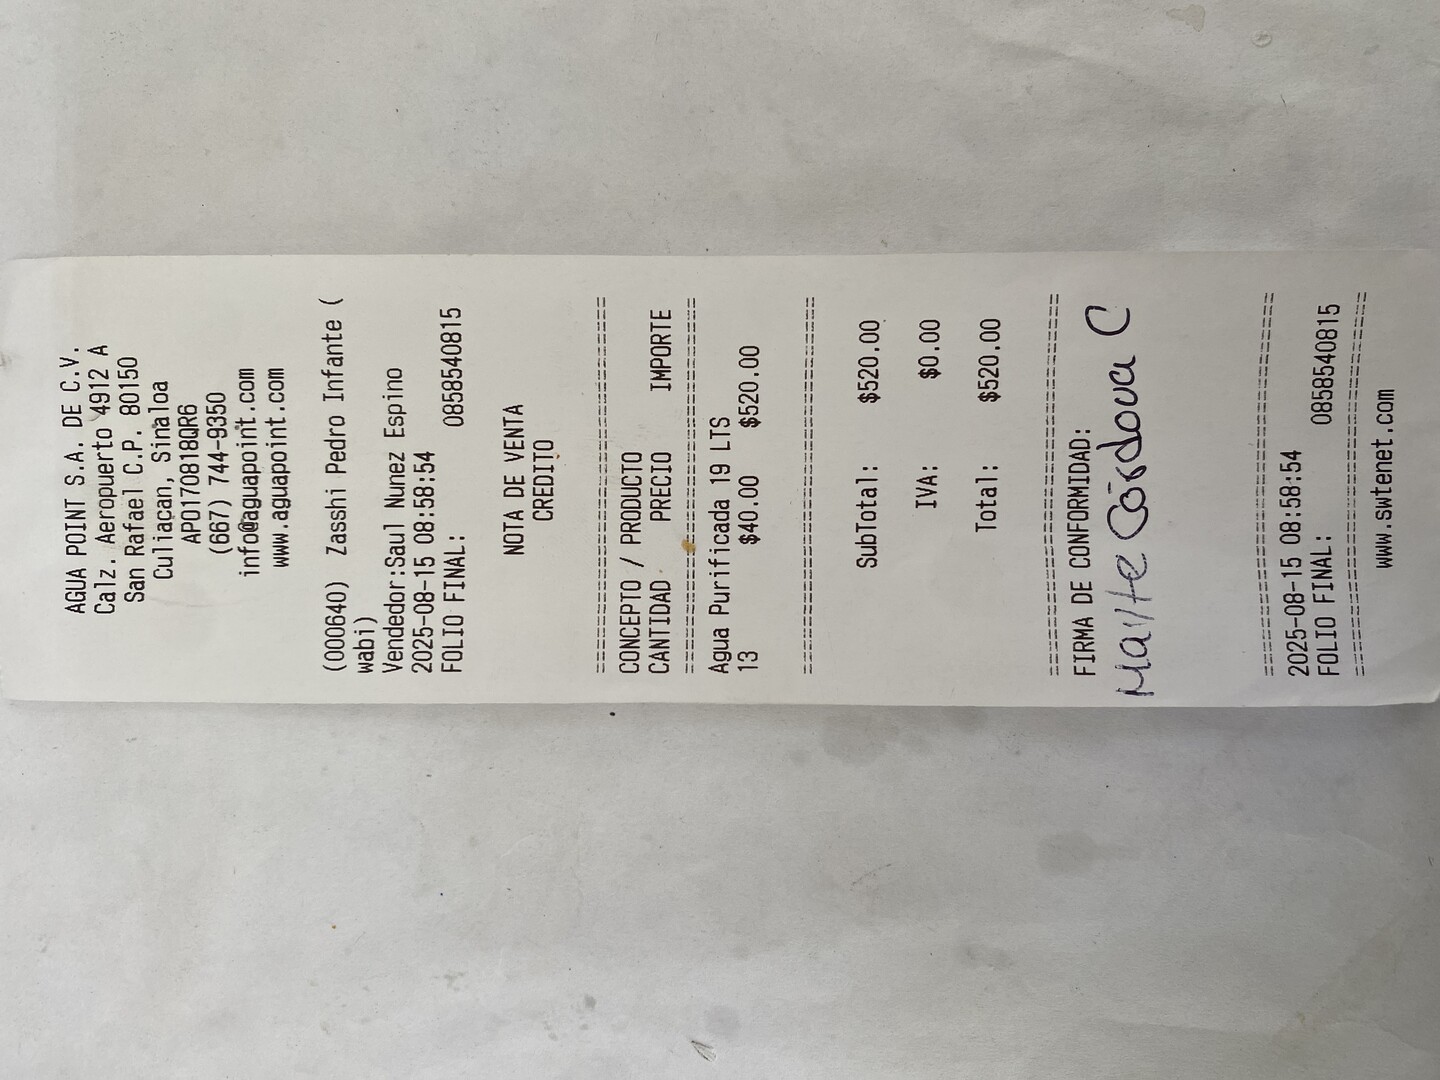 AGUA POINT S.A. DE C.V.
Calz. Aeropuerto 4912 A
San Rafael C.P. 80150
Culiacan, Sinaloa
APO170818QR6
(667) 744-9350
info@aguapoint.com
www.aguapoint.com
(000640) Zasshi Pedro Infante (
wabi)
Vendedor:Saul Nunez Espino
2025-08-15 08:58:54
FOLIO FINAL: 0858540815
NOTA DE VENTA
CREDITO
CONCEPTO / PRODUCTO
CANTIDAD PRECIO IMPORTE
Agua Purificada 19 LTS
13 $40.00 $520.00
SubTotal: $520.00
IVA: $0.00
Total: $520.00
FIRMA DE CONFORMIDAD:
Mayte Córdova C
2025-08-15 08:58:54
FOLIO FINAL: 0858540815
www.swtenet.com